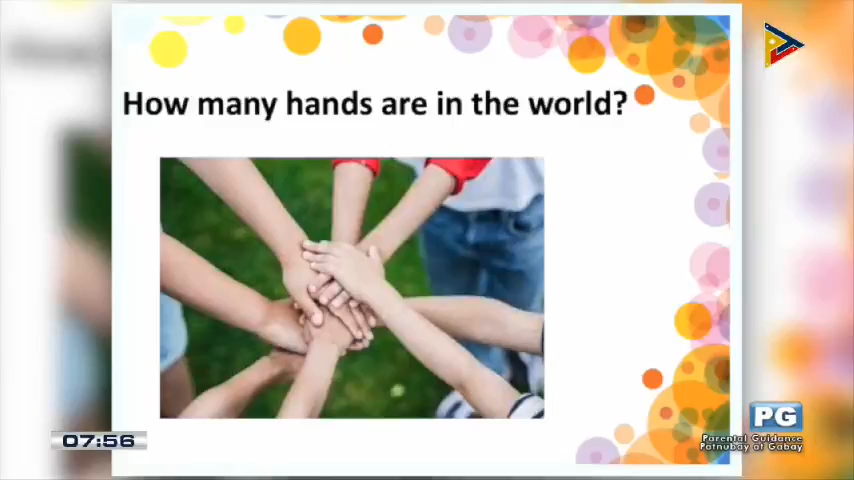 How many hands are in the world?
07:56
PG
Parental Guidance
Patnubay at Gabay